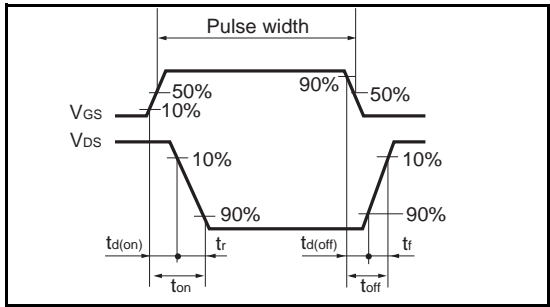 Pulse width
90%
50%
50%
10%
VGS
VDS
10%
10%
90%
90%
td(on)
tr
td(off)
tf
ton
toff